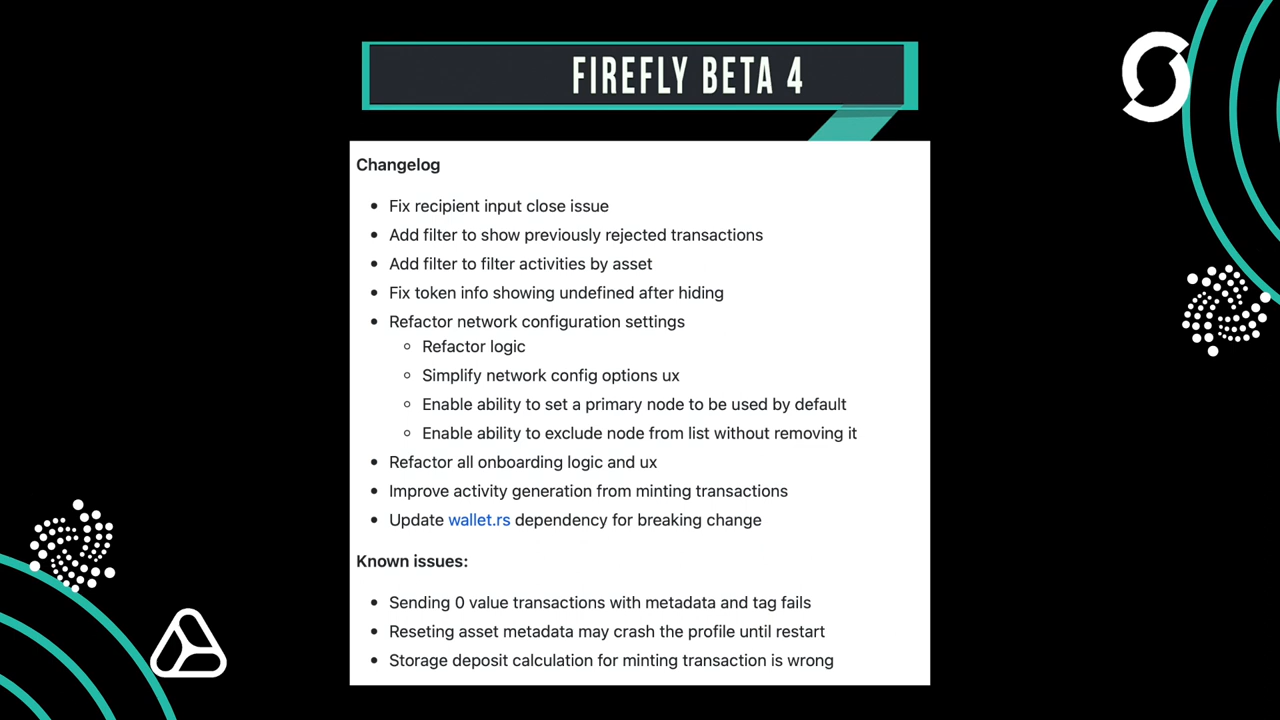 FIREFLY BETA 4
Changelog
Fix recipient input close issue
Add filter to show previously rejected transactions
Add filter to filter activities by asset
Fix token info showing undefined after hiding
Refactor network configuration settings
Refactor logic
Simplify network config options ux
Enable ability to set a primary node to be used by default
Enable ability to exclude node from list without removing it
Refactor all onboarding logic and ux
Improve activity generation from minting transactions
Update wallet.rs dependency for breaking change
Known issues:
Sending 0 value transactions with metadata and tag fails
Reseting asset metadata may crash the profile until restart
Storage deposit calculation for minting transaction is wrong